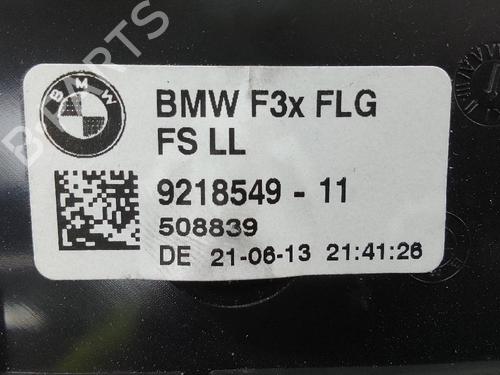 BMW
BMW F3x FLG
FS LL
9218549 - 11
508839
DE 21-06-13 21:41:26